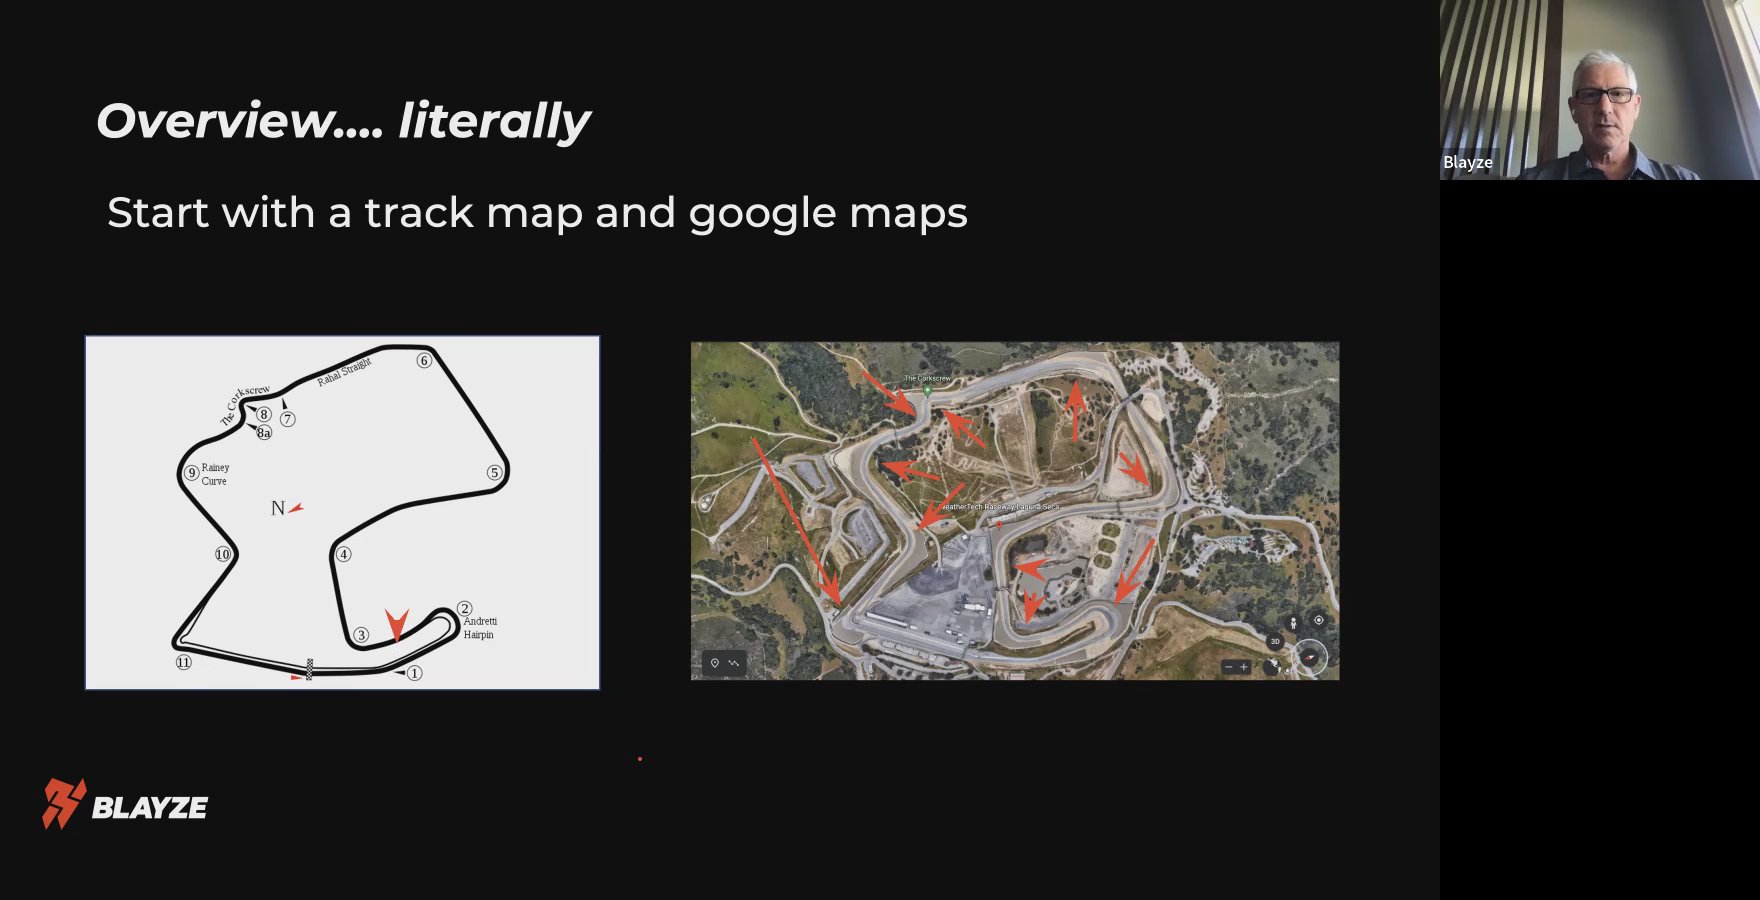 Overview.... literally
Start with a track map and google maps
Blayze
6
Rahal Straight
The Corkscrew
8
7
8a
9
Rainey
Curve
5
N
10
4
2
Andretti
Hairpin
3
11
1
The Corkscrew
WeatherTech Raceway Laguna Seca
3D
BLAYZE